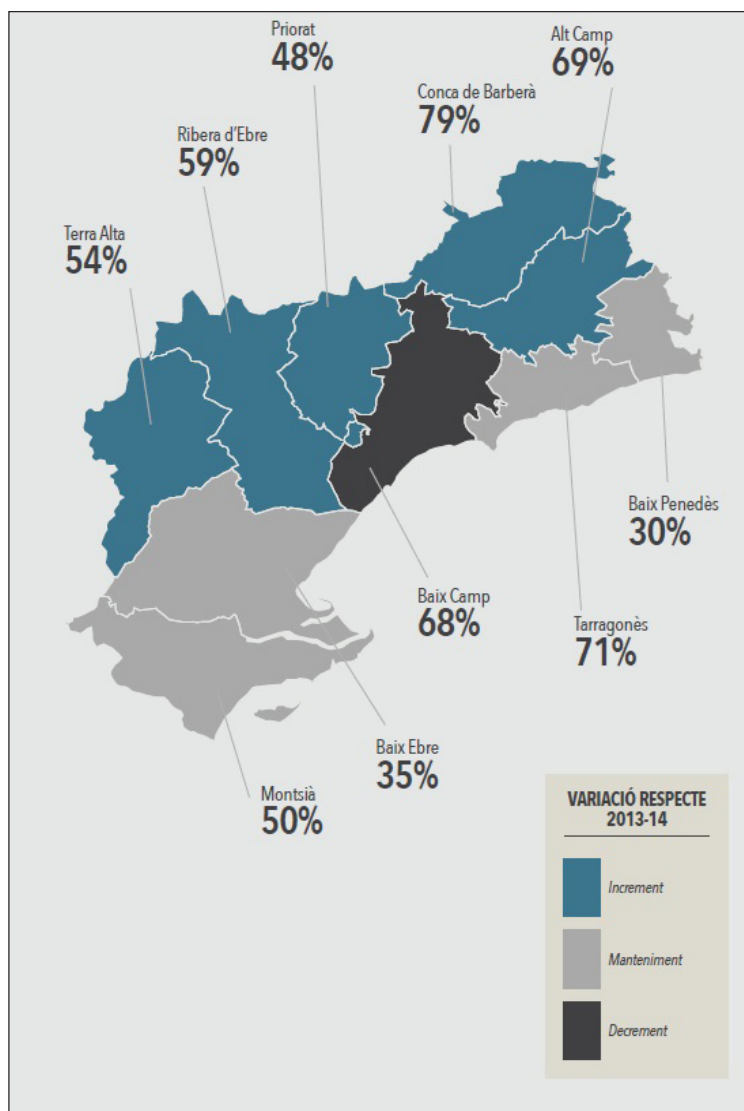 Priorat
48%
Alt Camp
69%
Conca de Barberà
79%
Ribera d'Ebre
59%
Terra Alta
54%
Baix Penedès
30%
Baix Camp
68%
Tarragonès
71%
Baix Ebre
35%
Montsià
50%
VARIACIÓ RESPECTE
2013-14
Increment
Manteniment
Decrement